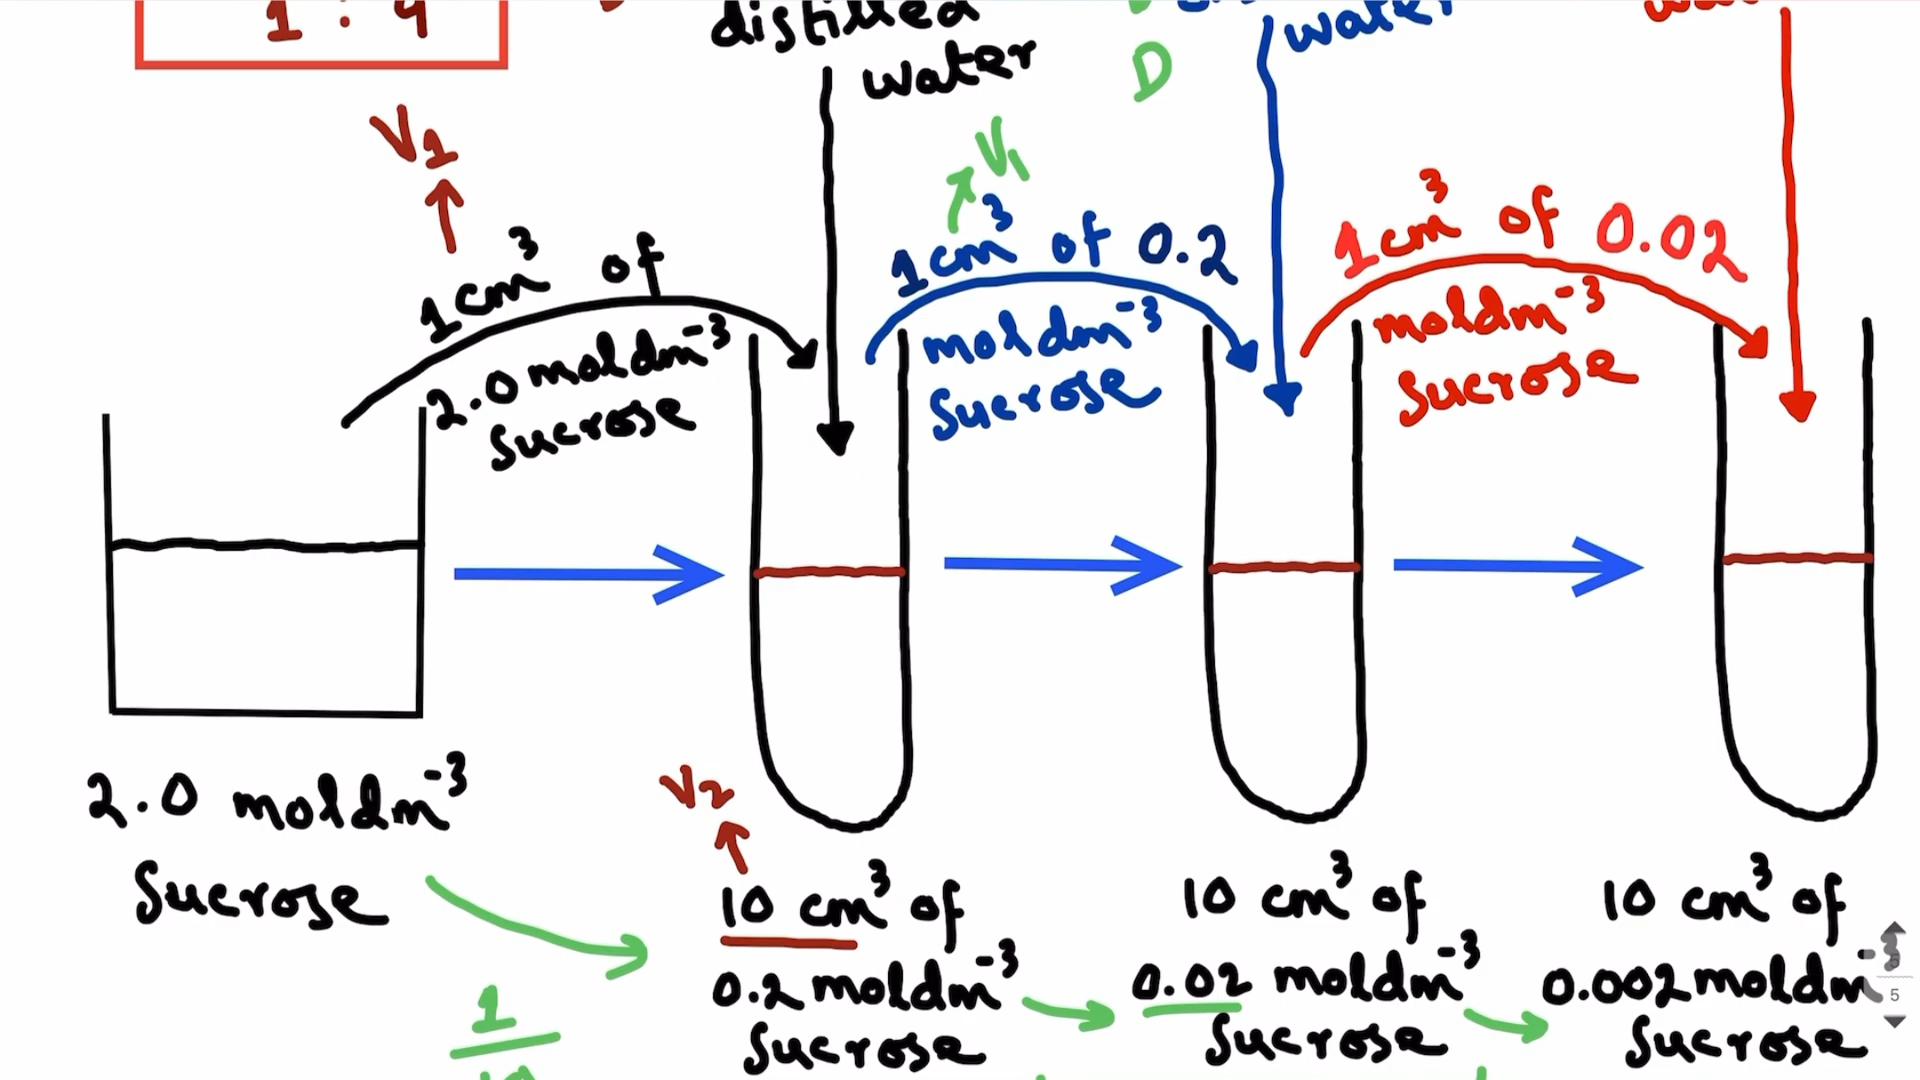 1 : 9
distilled
water
water
D
V₁
V₁
1cm³ of
2.0 moldm⁻³
Sucrose
1cm³ of 0.2
moldm⁻³
Sucrose
1cm³ of 0.02
moldm⁻³
Sucrose
2.0 moldm⁻³
Sucrose
V₂
10 cm³ of
0.2 moldm⁻³
Sucrose
10 cm³ of
0.02 moldm⁻³
Sucrose
10 cm³ of
0.002 moldm⁻³
Sucrose
5
1